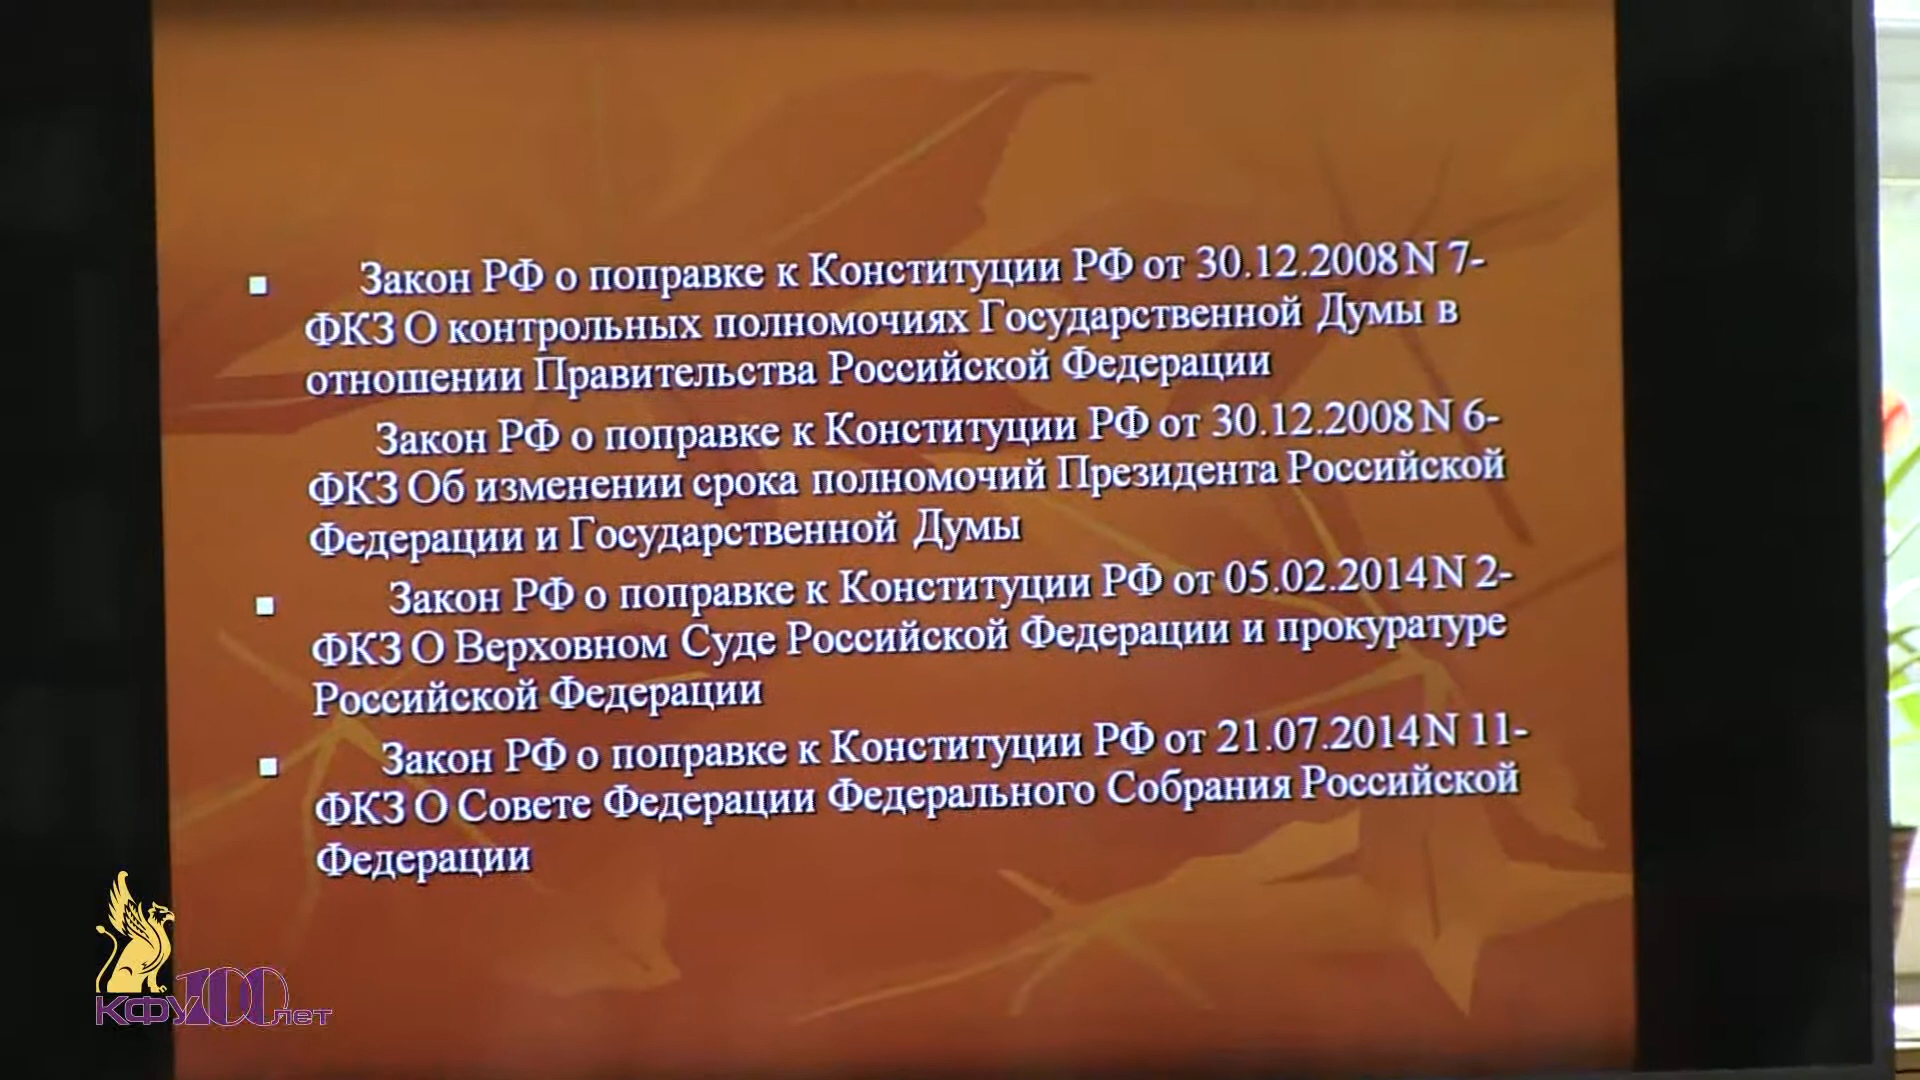 Закон РФ о поправке к Конституции РФ от 30.12.2008 N 7-
ФКЗ О контрольных полномочиях Государственной Думы в
отношении Правительства Российской Федерации
Закон РФ о поправке к Конституции РФ от 30.12.2008 N 6-
ФКЗ Об изменении срока полномочий Президента Российской
Федерации и Государственной Думы
Закон РФ о поправке к Конституции РФ от 05.02.2014 N 2-
ФКЗ О Верховном Суде Российской Федерации и прокуратуре
Российской Федерации
Закон РФ о поправке к Конституции РФ от 21.07.2014 N 11-
ФКЗ О Совете Федерации Федерального Собрания Российской
Федерации
КФУ 100 лет